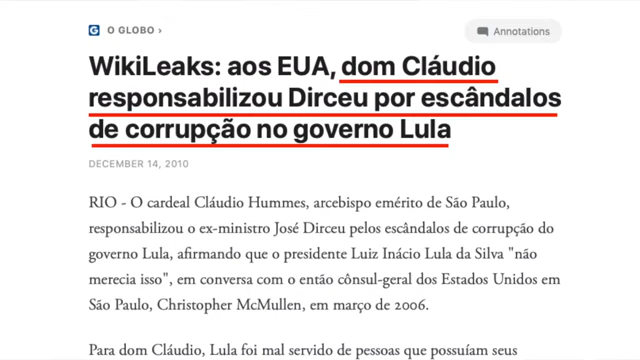 O GLOBO ›
Annotations
WikiLeaks: aos EUA, dom Cláudio
responsabilizou Dirceu por escândalos
de corrupção no governo Lula
DECEMBER 14, 2010
RIO - O cardeal Cláudio Hummes, arcebispo emérito de São Paulo,
responsabilizou o ex-ministro José Dirceu pelos escândalos de corrupção do
governo Lula, afirmando que o presidente Luiz Inácio Lula da Silva "não
merecia isso", em conversa com o então cônsul-geral dos Estados Unidos em
São Paulo, Christopher McMullen, em março de 2006.
Para dom Cláudio, Lula foi mal servido de pessoas que possuíam seus